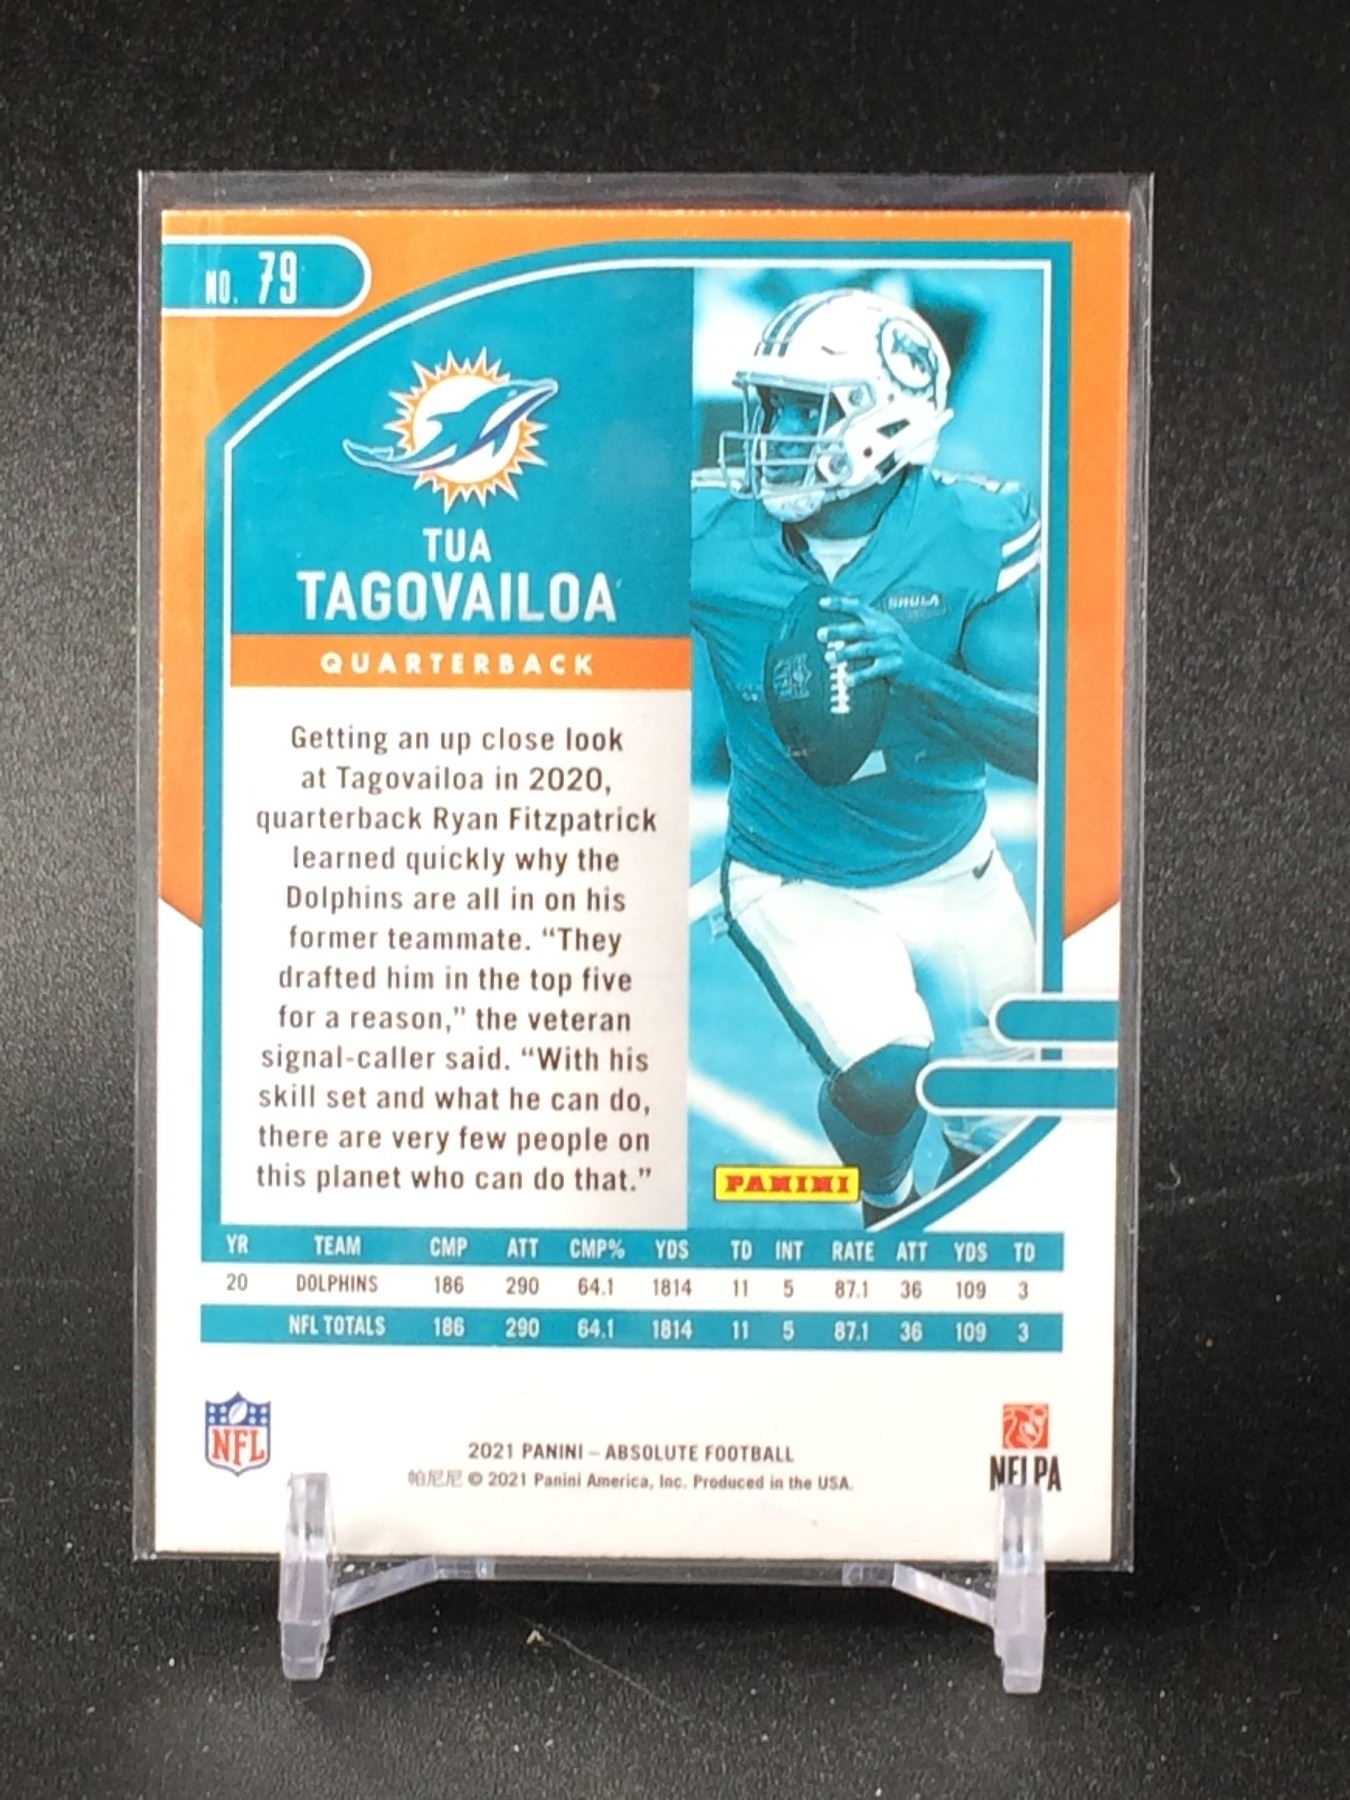 NO. 79
TUA
TAGOVAILOA
QUARTERBACK
Getting an up close look
at Tagovailoa in 2020,
quarterback Ryan Fitzpatrick
learned quickly why the
Dolphins are all in on his
former teammate. “They
drafted him in the top five
for a reason,” the veteran
signal-caller said. “With his
skill set and what he can do,
there are very few people on
this planet who can do that.”
SHULA
PANINI
YR TEAM CMP ATT CMP% YDS TD INT RATE ATT YDS TD
20 DOLPHINS 186 290 64.1 1814 11 5 87.1 36 109 3
NFL TOTALS 186 290 64.1 1814 11 5 87.1 36 109 3
NFL
2021 PANINI – ABSOLUTE FOOTBALL
帕尼尼 © 2021 Panini America, Inc. Produced in the USA.
NFLPA